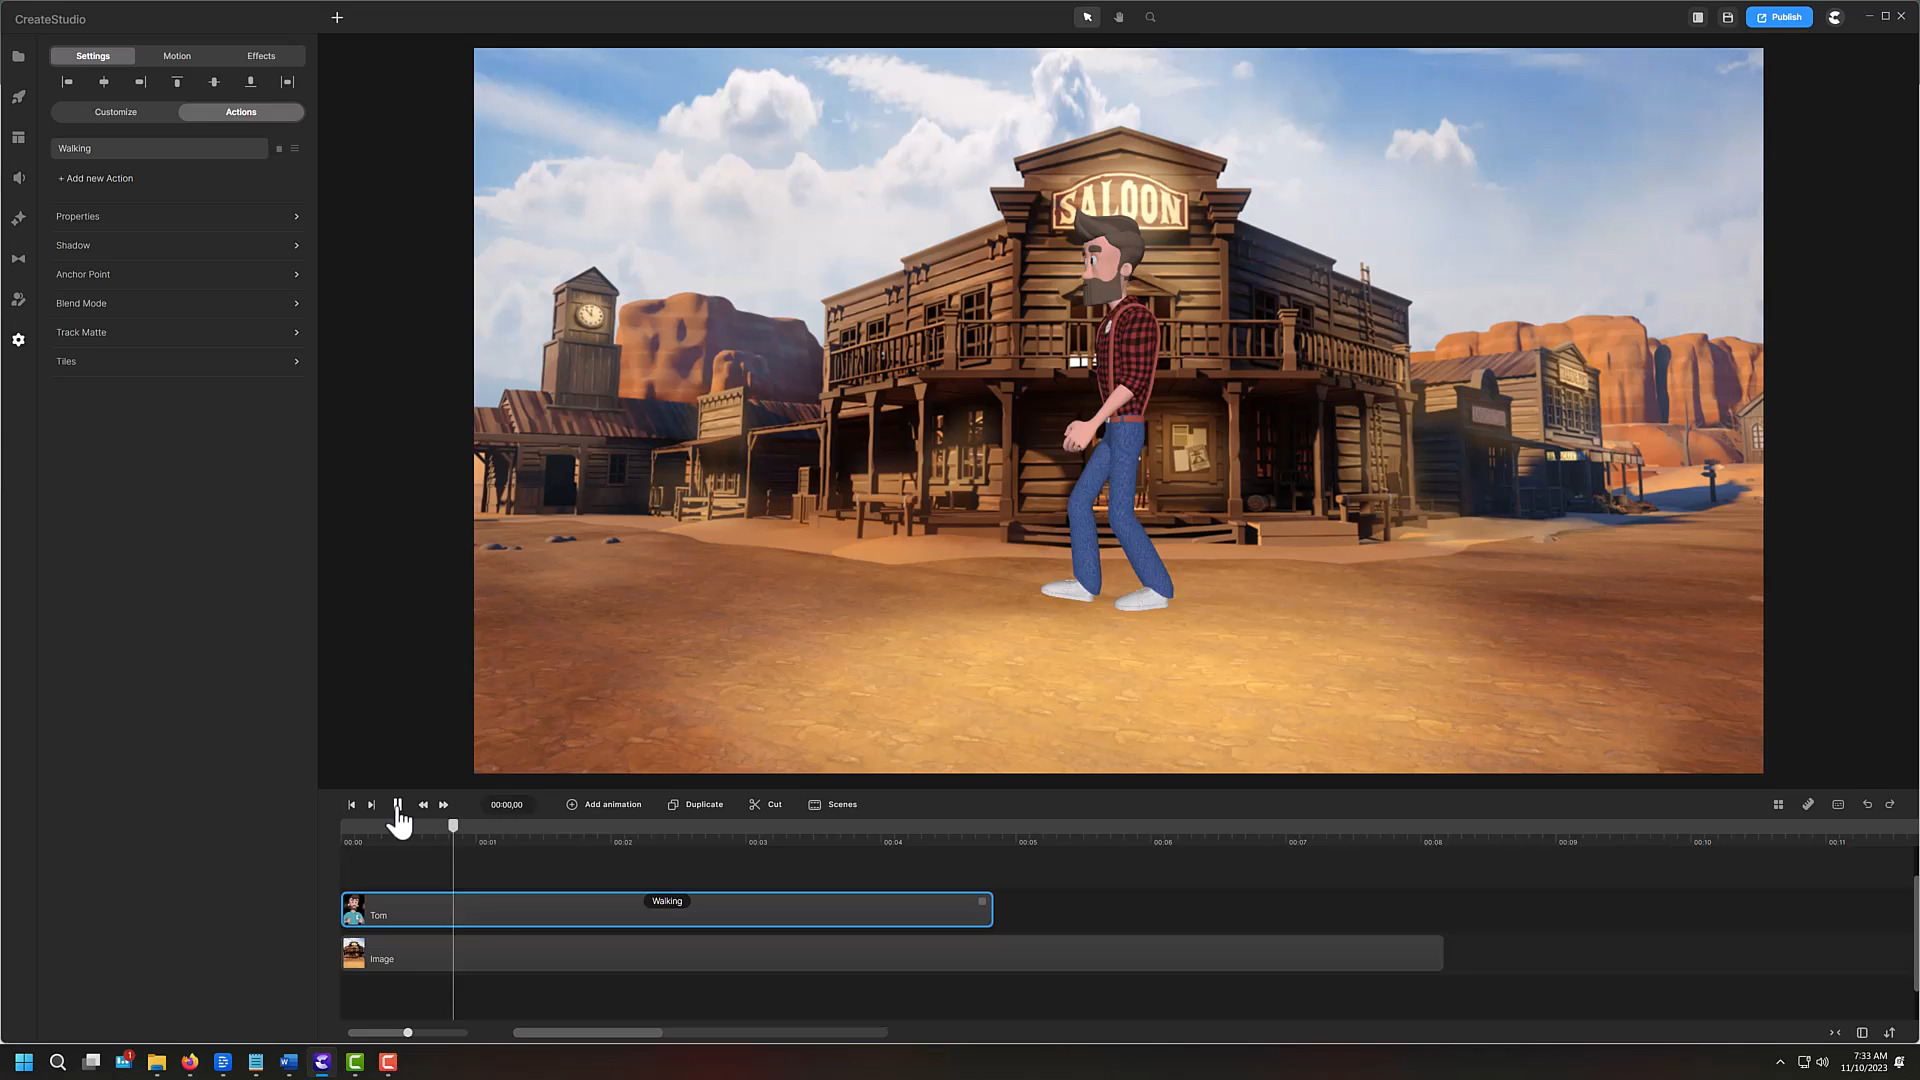 CreateStudio
Publish
Settings Motion Effects
Customize Actions
Walking
+ Add new Action
Properties
Shadow
Anchor Point
Blend Mode
Track Matte
Tiles
SALOON
00:00,00 Add animation Duplicate Cut Scenes
00:00 00:01 00:02 00:03 00:04 00:05 00:06 00:07 00:08 00:09 00:10 00:11
Walking
Tom
Image
1
7:33 AM
11/10/2023